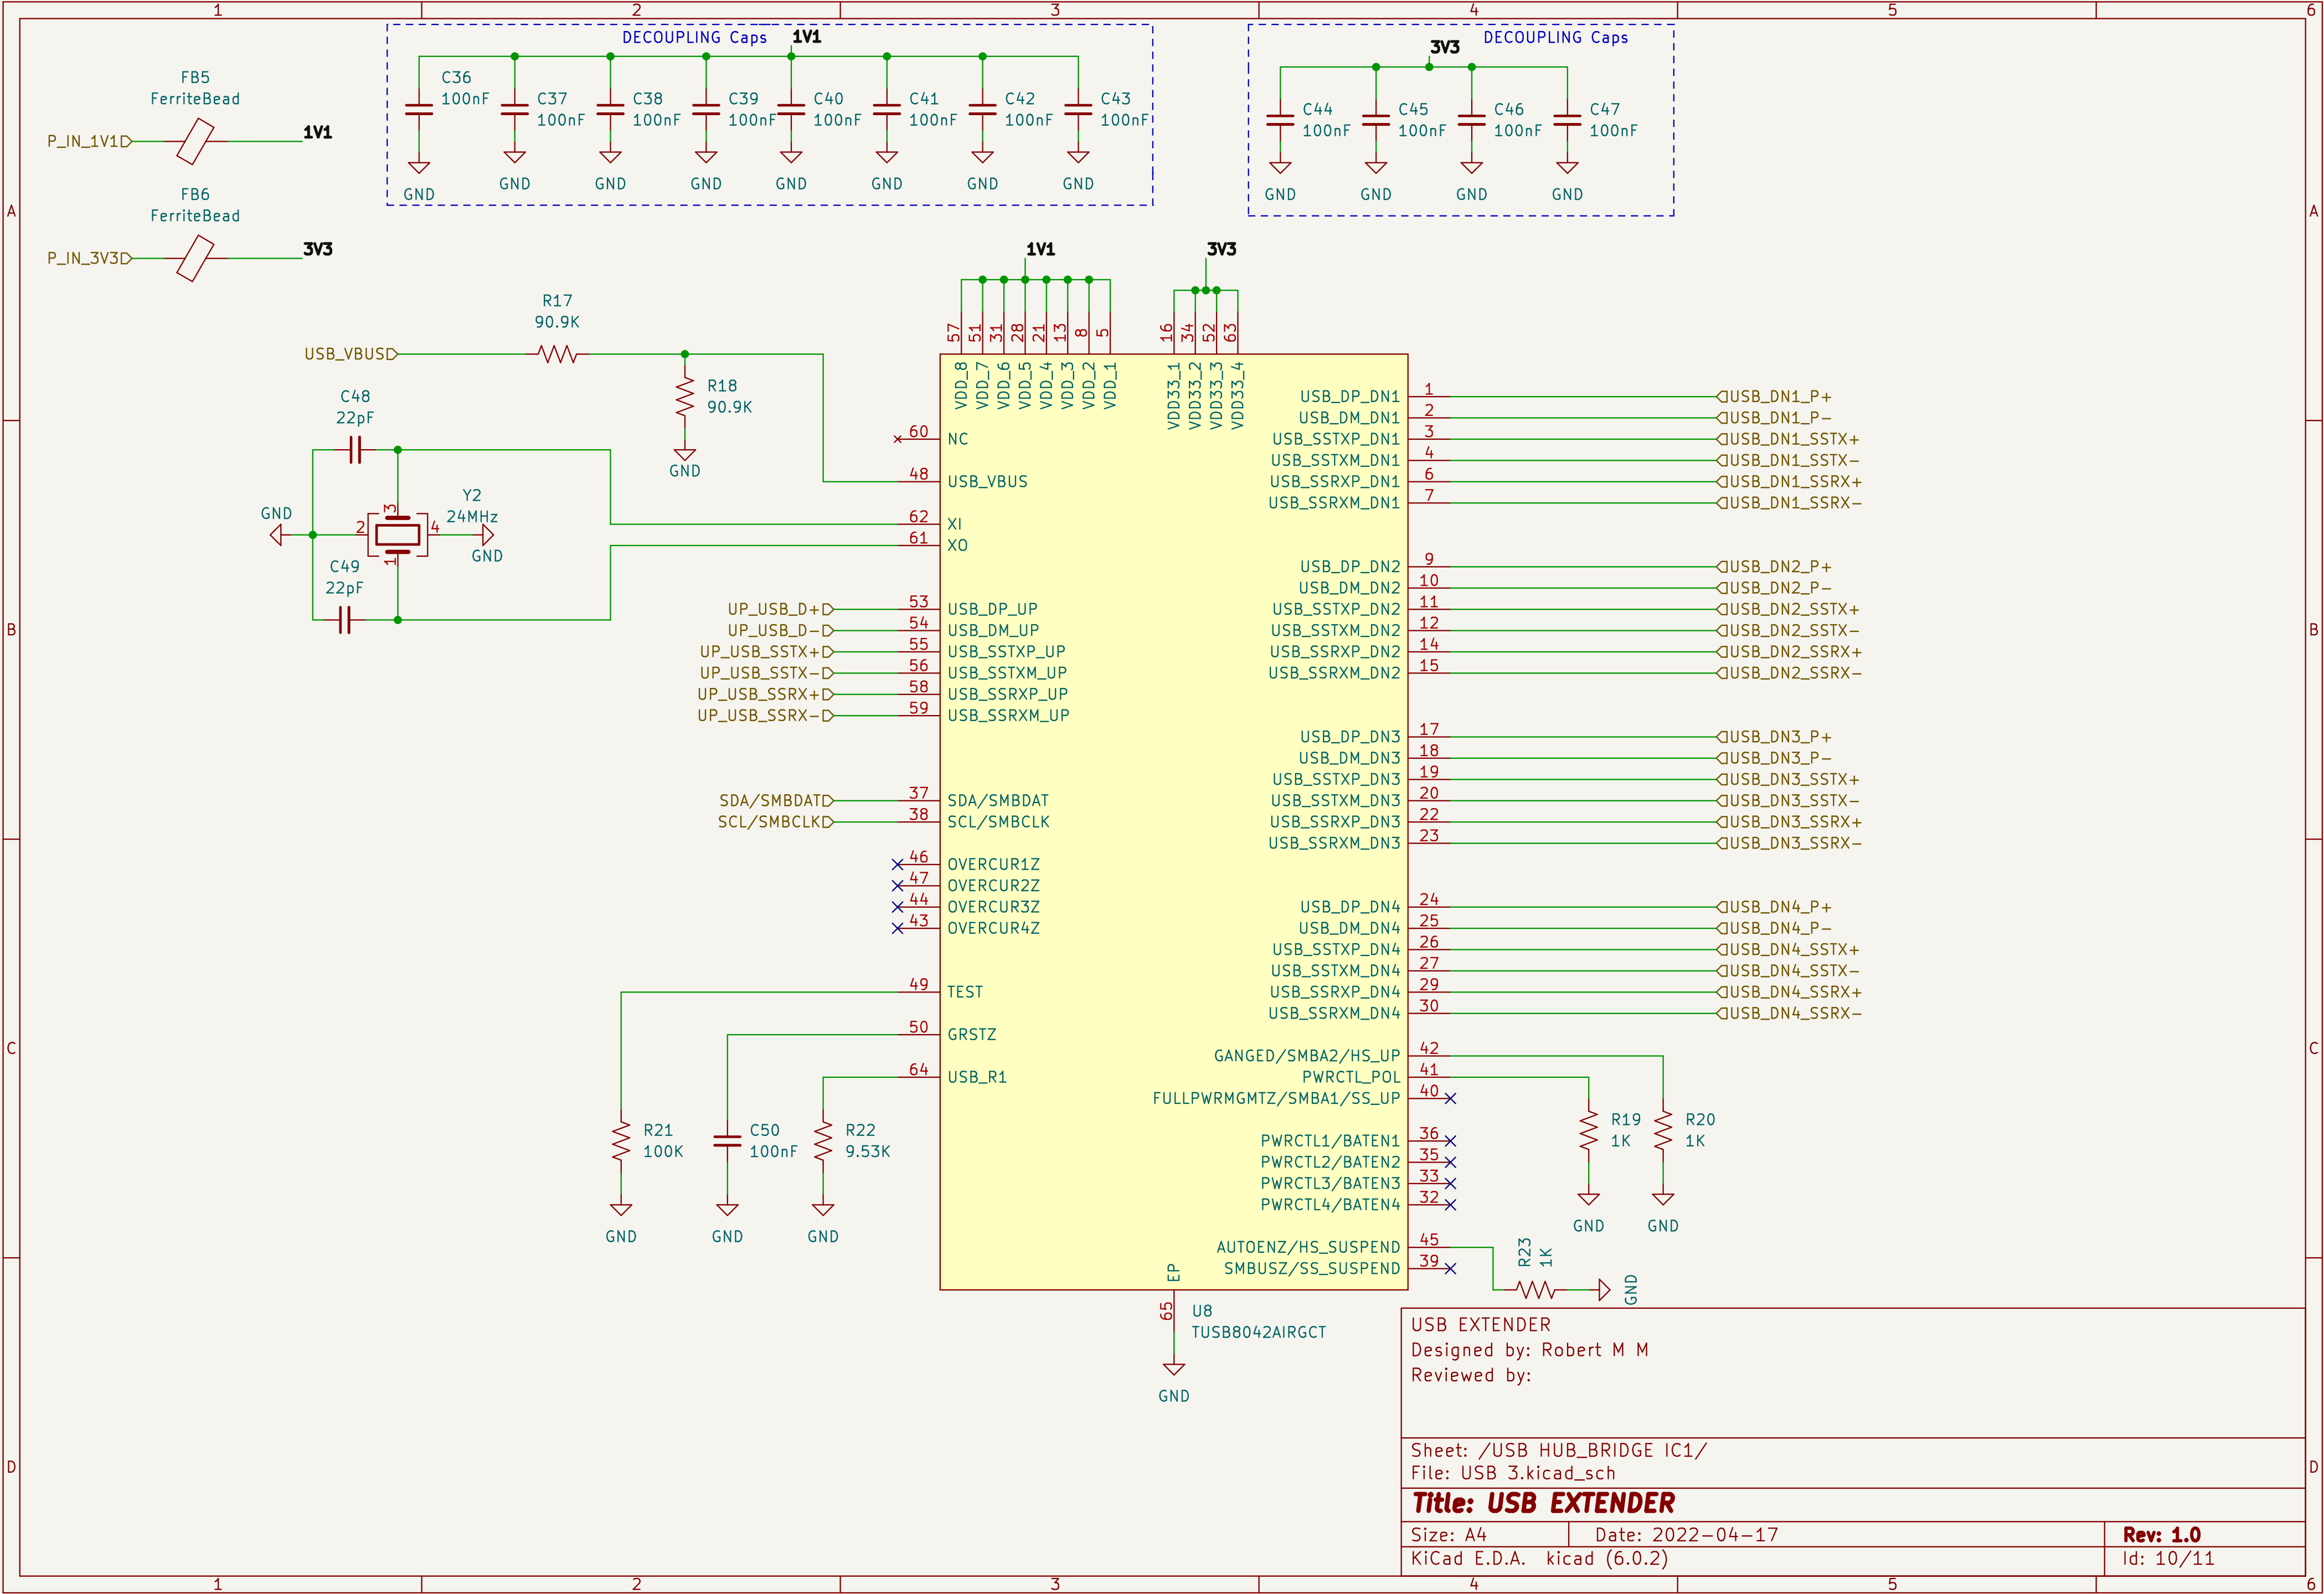 1 2 3 4 5 6
A
B
C
D
A
B
C
D
1 2 3 4 5 6
FB5
FerriteBead
P_IN_1V1
1V1
FB6
FerriteBead
P_IN_3V3
3V3
DECOUPLING Caps
1V1
C36
100nF
GND
C37
100nF
GND
C38
100nF
GND
C39
100nF
GND
C40
100nF
GND
C41
100nF
GND
C42
100nF
GND
C43
100nF
GND
DECOUPLING Caps
3V3
C44
100nF
GND
C45
100nF
GND
C46
100nF
GND
C47
100nF
GND
R17
90.9K
USB_VBUS
R18
90.9K
GND
C48
22pF
GND
Y2
24MHz
3
2
4
1
GND
C49
22pF
1V1
57 51 31 28 21 13 8 5
VDD_8 VDD_7 VDD_6 VDD_5 VDD_4 VDD_3 VDD_2 VDD_1
3V3
16 34 52 63
VDD33_1 VDD33_2 VDD33_3 VDD33_4
60 NC
48 USB_VBUS
62 XI
61 XO
UP_USB_D+ 53 USB_DP_UP
UP_USB_D- 54 USB_DM_UP
UP_USB_SSTX+ 55 USB_SSTXP_UP
UP_USB_SSTX- 56 USB_SSTXM_UP
UP_USB_SSRX+ 58 USB_SSRXP_UP
UP_USB_SSRX- 59 USB_SSRXM_UP
SDA/SMBDAT 37 SDA/SMBDAT
SCL/SMBCLK 38 SCL/SMBCLK
46 OVERCUR1Z
47 OVERCUR2Z
44 OVERCUR3Z
43 OVERCUR4Z
49 TEST
50 GRSTZ
64 USB_R1
R21
100K
GND
C50
100nF
GND
R22
9.53K
GND
USB_DP_DN1 1 USB_DN1_P+
USB_DM_DN1 2 USB_DN1_P-
USB_SSTXP_DN1 3 USB_DN1_SSTX+
USB_SSTXM_DN1 4 USB_DN1_SSTX-
USB_SSRXP_DN1 6 USB_DN1_SSRX+
USB_SSRXM_DN1 7 USB_DN1_SSRX-
USB_DP_DN2 9 USB_DN2_P+
USB_DM_DN2 10 USB_DN2_P-
USB_SSTXP_DN2 11 USB_DN2_SSTX+
USB_SSTXM_DN2 12 USB_DN2_SSTX-
USB_SSRXP_DN2 14 USB_DN2_SSRX+
USB_SSRXM_DN2 15 USB_DN2_SSRX-
USB_DP_DN3 17 USB_DN3_P+
USB_DM_DN3 18 USB_DN3_P-
USB_SSTXP_DN3 19 USB_DN3_SSTX+
USB_SSTXM_DN3 20 USB_DN3_SSTX-
USB_SSRXP_DN3 22 USB_DN3_SSRX+
USB_SSRXM_DN3 23 USB_DN3_SSRX-
USB_DP_DN4 24 USB_DN4_P+
USB_DM_DN4 25 USB_DN4_P-
USB_SSTXP_DN4 26 USB_DN4_SSTX+
USB_SSTXM_DN4 27 USB_DN4_SSTX-
USB_SSRXP_DN4 29 USB_DN4_SSRX+
USB_SSRXM_DN4 30 USB_DN4_SSRX-
GANGED/SMBA2/HS_UP 42
PWRCTL_POL 41
FULLPWRMGMTZ/SMBA1/SS_UP 40
PWRCTL1/BATEN1 36
PWRCTL2/BATEN2 35
PWRCTL3/BATEN3 33
PWRCTL4/BATEN4 32
AUTOENZ/HS_SUSPEND 45
SMBUSZ/SS_SUSPEND 39
R19
1K
GND
R20
1K
GND
R23
1K
GND
EP
65
U8
TUSB8042AIRGCT
GND
USB EXTENDER
Designed by: Robert M M
Reviewed by:
Sheet: /USB HUB_BRIDGE IC1/
File: USB 3.kicad_sch
Title: USB EXTENDER
Size: A4 Date: 2022-04-17 Rev: 1.0
KiCad E.D.A. kicad (6.0.2) Id: 10/11